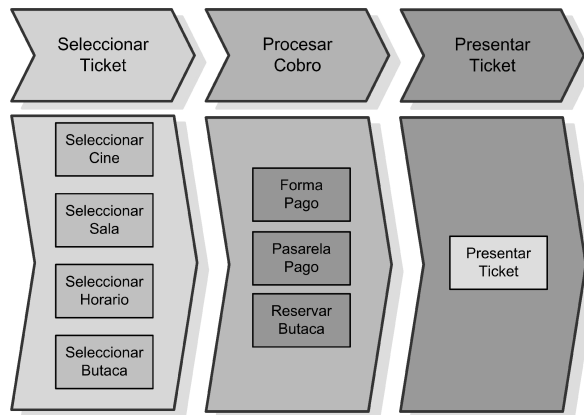 Seleccionar
Ticket
Procesar
Cobro
Presentar
Ticket
Seleccionar
Cine
Seleccionar
Sala
Seleccionar
Horario
Seleccionar
Butaca
Forma
Pago
Pasarela
Pago
Reservar
Butaca
Presentar
Ticket